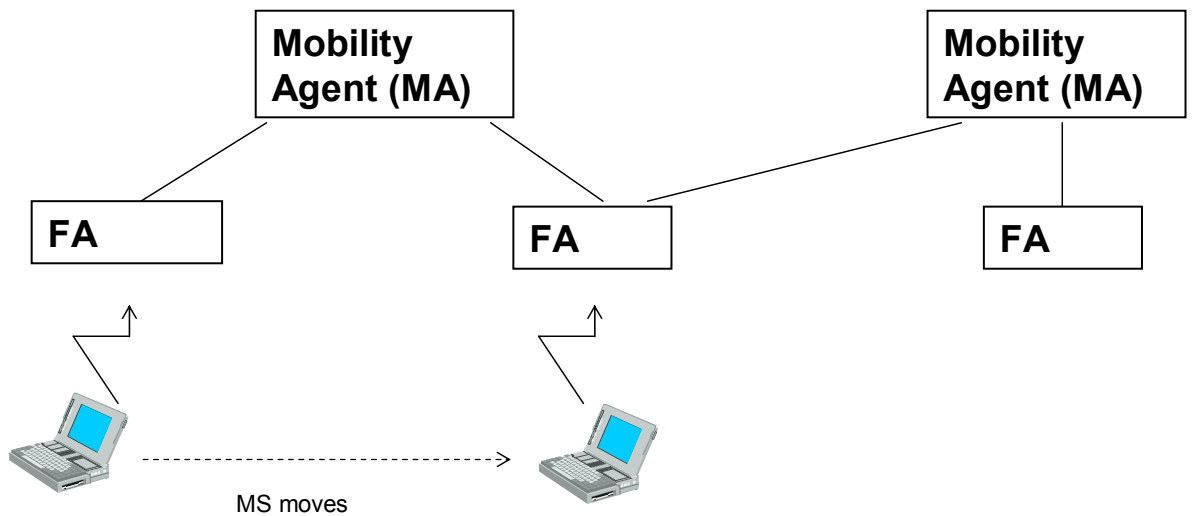 Mobility
Agent (MA)
Mobility
Agent (MA)
FA
FA
FA
MS moves